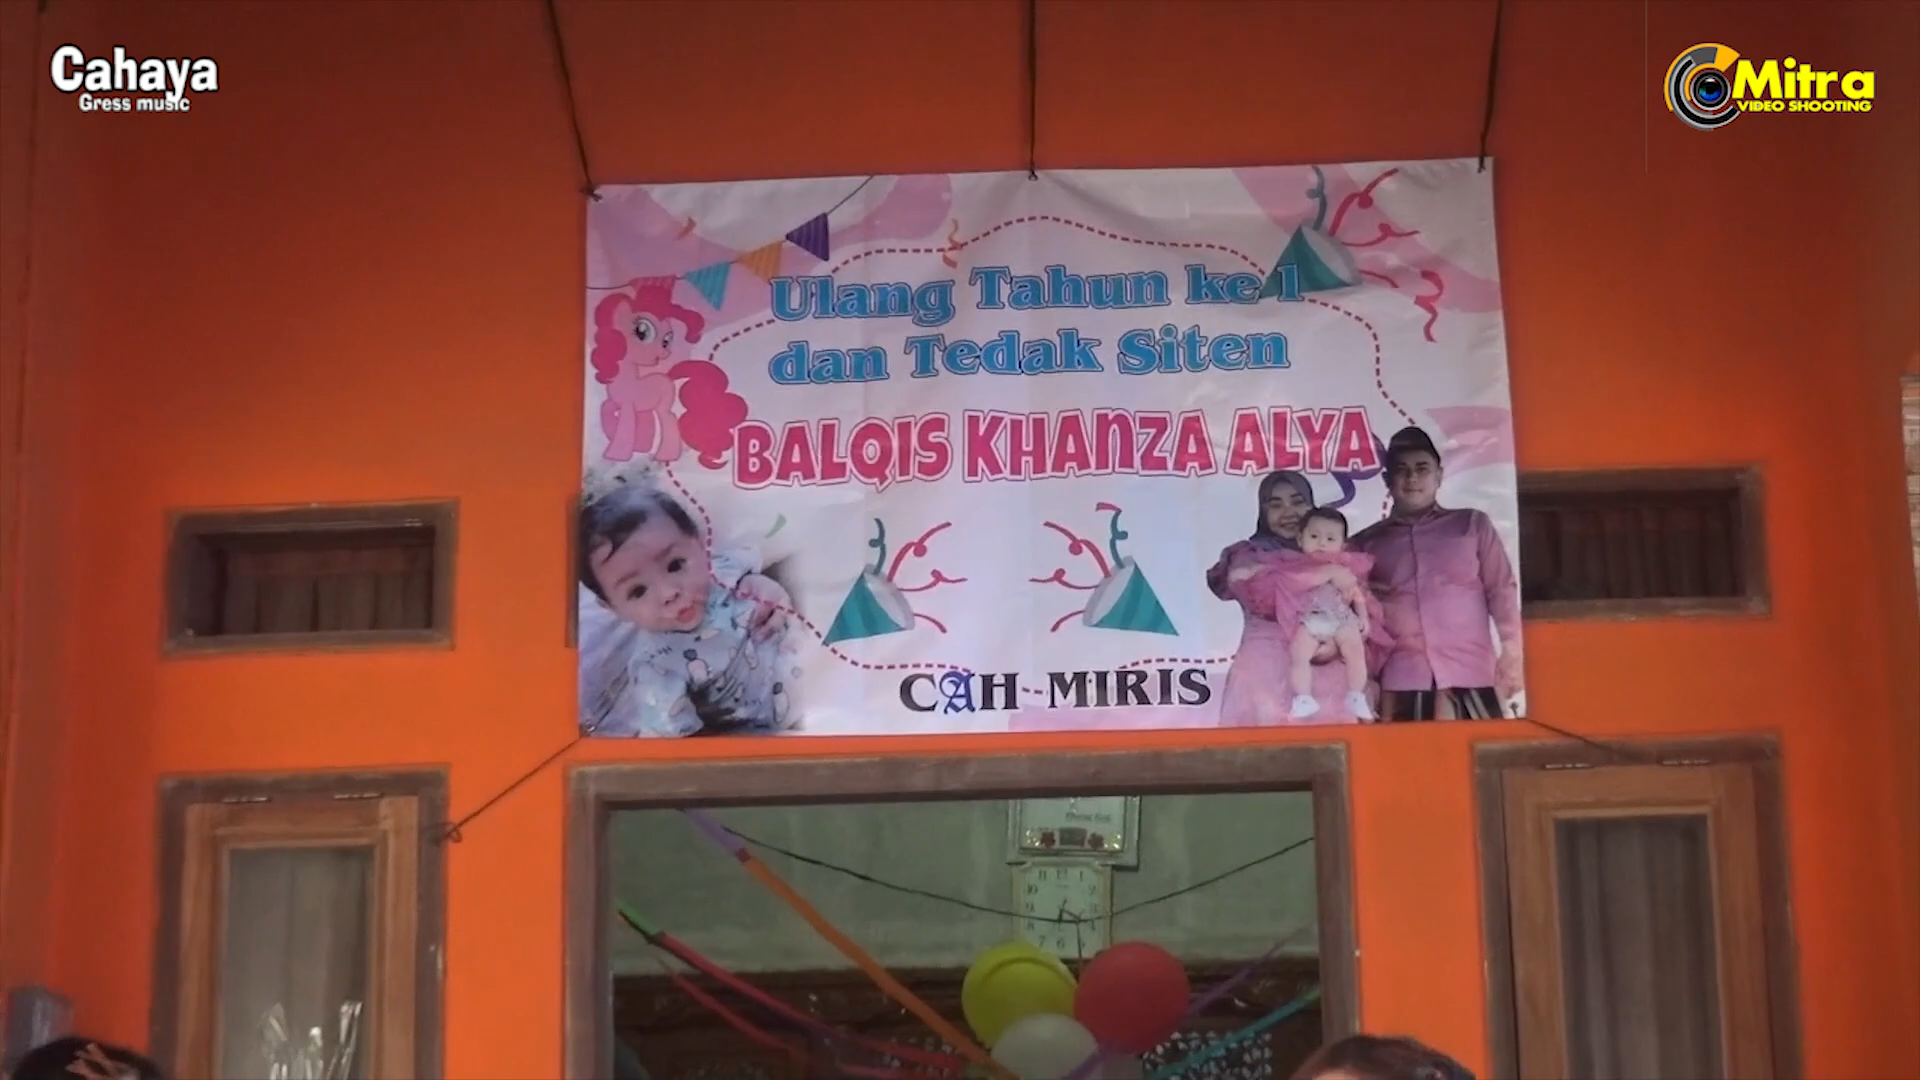 Cahaya
Gress music
Mitra
VIDEO SHOOTING
Ulang Tahun ke 1
dan Tedak Siten
BALQIS KHANZA ALYA
CAH MIRIS